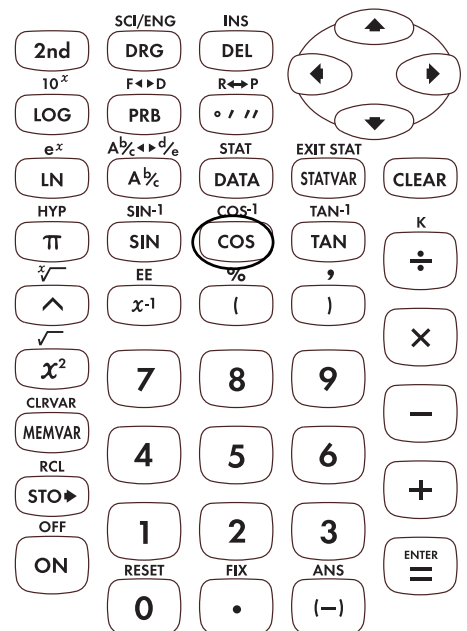 SCI/ENG INS
2nd DRG DEL
10ˣ F◂▸D R↔P
LOG PRB ° ′ ″
eˣ Ab⁄c◂▸d⁄e STAT EXIT STAT
LN Ab⁄c DATA STATVAR CLEAR
HYP SIN-1 COS-1 TAN-1 K
π SIN COS TAN ÷
ˣ√‾ EE % ,
^ x-1 ( ) ×
√‾
x² 7 8 9 −
CLRVAR
MEMVAR 4 5 6
RCL
STO➧ +
OFF 1 2 3
ON RESET FIX ANS ENTER
0 . (−) =